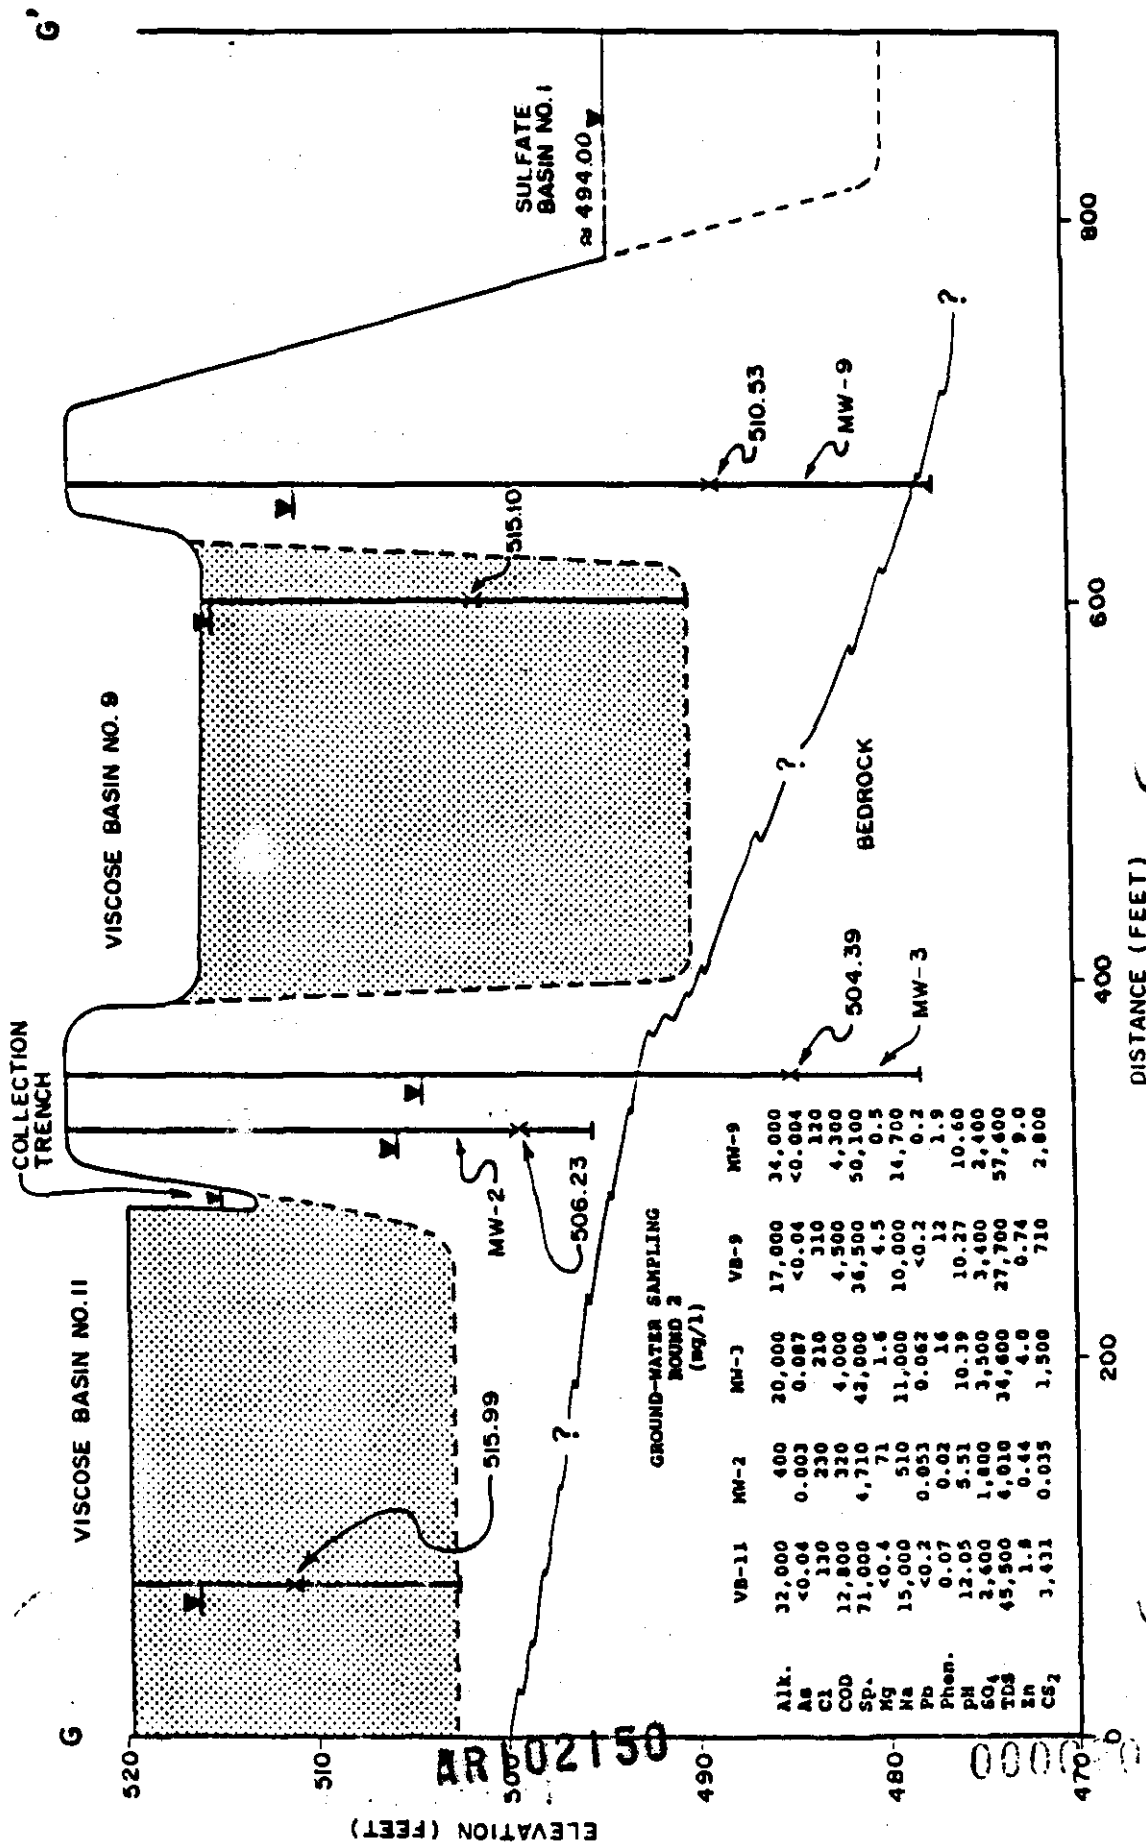 G
G'
VISCOSE BASIN NO. 11
COLLECTION
TRENCH
VISCOSE BASIN NO. 9
SULFATE
BASIN NO. 1
≈ 494.00
515.99
MW-2
506.23
504.39
MW-3
515.10
510.53
MW-9
BEDROCK
?
?
?
GROUND-WATER SAMPLING
ROUND 2
(mg/l)
VB-11 MW-2 MW-3 VB-9 MW-9
Alk. 32,000 400 20,000 17,000 34,000
As <0.04 0.003 0.087 <0.04 <0.004
Cl 130 230 210 310 120
COD 12,800 320 4,000 4,500 4,300
Sp. 71,000 4,710 42,000 36,500 50,100
Mg <0.4 71 1.6 4.5 0.5
Na 15,000 510 11,000 10,000 14,700
Pb <0.2 0.053 0.062 <0.2 0.2
Phen. 0.07 0.02 16 12 1.9
pH 12.05 5.51 10.39 10.27 10.60
SO4 2,600 1,800 3,500 3,400 2,400
TDS 45,500 4,010 34,600 27,700 57,600
Zn 1.8 0.44 4.0 0.74 9.0
CS2 3,431 0.035 1,500 710 2,800
ELEVATION (FEET)
520
510
500
490
480
470
0
200
400
600
800
DISTANCE (FEET)
AR102150